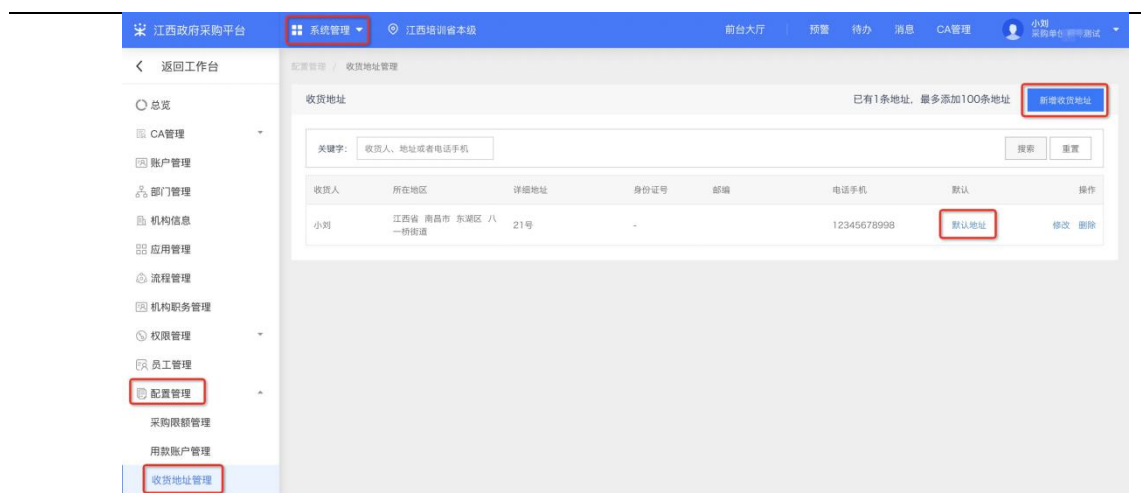 江西政府采购平台 系统管理 江西培训省本级 前台大厅 预警 待办 消息 CA管理 小刘
采购单位 测试
返回工作台
配置管理 / 收货地址管理
总览
CA管理
账户管理
部门管理
机构信息
应用管理
流程管理
机构职务管理
权限管理
员工管理
配置管理
采购限额管理
用款账户管理
收货地址管理
收货地址 已有1条地址，最多添加100条地址 新增收货地址
关键字： 收货人、地址或者电话手机 搜索 重置
收货人 所在地区 详细地址 身份证号 邮编 电话手机 默认 操作
小刘 江西省 南昌市 东湖区 八一桥街道 21号 - 12345678998 默认地址 修改 删除